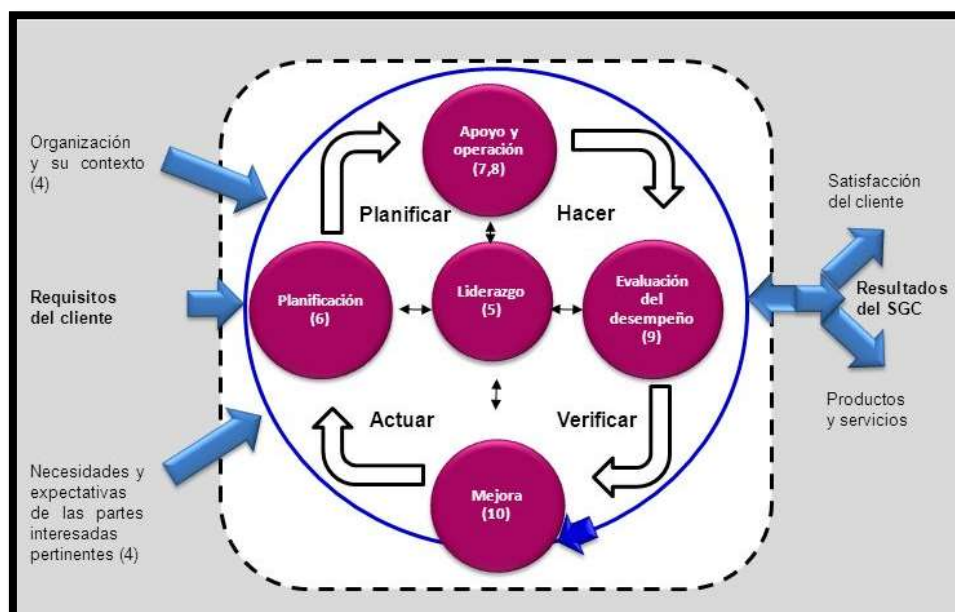 Organización
y su contexto
(4)
Requisitos
del cliente
Necesidades y
expectativas
de las partes
interesadas
pertinentes (4)
Apoyo y
operación
(7,8)
Planificar
Hacer
Planificación
(6)
Liderazgo
(5)
Evaluación
del
desempeño
(9)
Actuar
Verificar
Mejora
(10)
Satisfacción
del cliente
Resultados
del SGC
Productos
y servicios